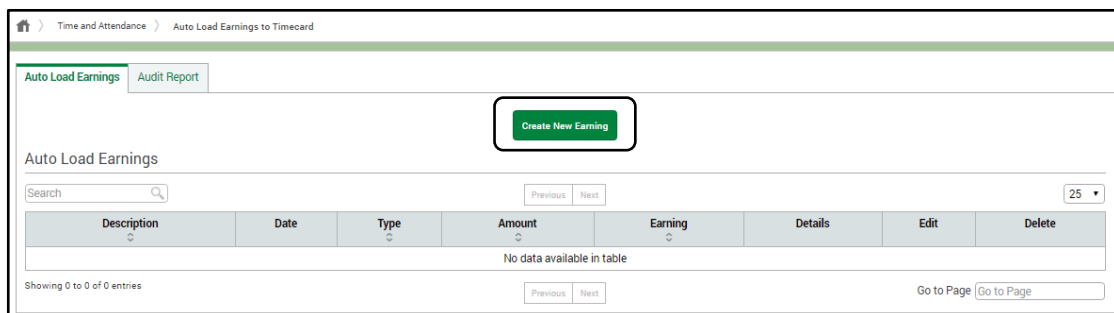 Time and Attendance Auto Load Earnings to Timecard
Auto Load Earnings Audit Report
Create New Earning
Auto Load Earnings
Search Previous Next 25
Description Date Type Amount Earning Details Edit Delete
No data available in table
Showing 0 to 0 of 0 entries Previous Next Go to Page Go to Page